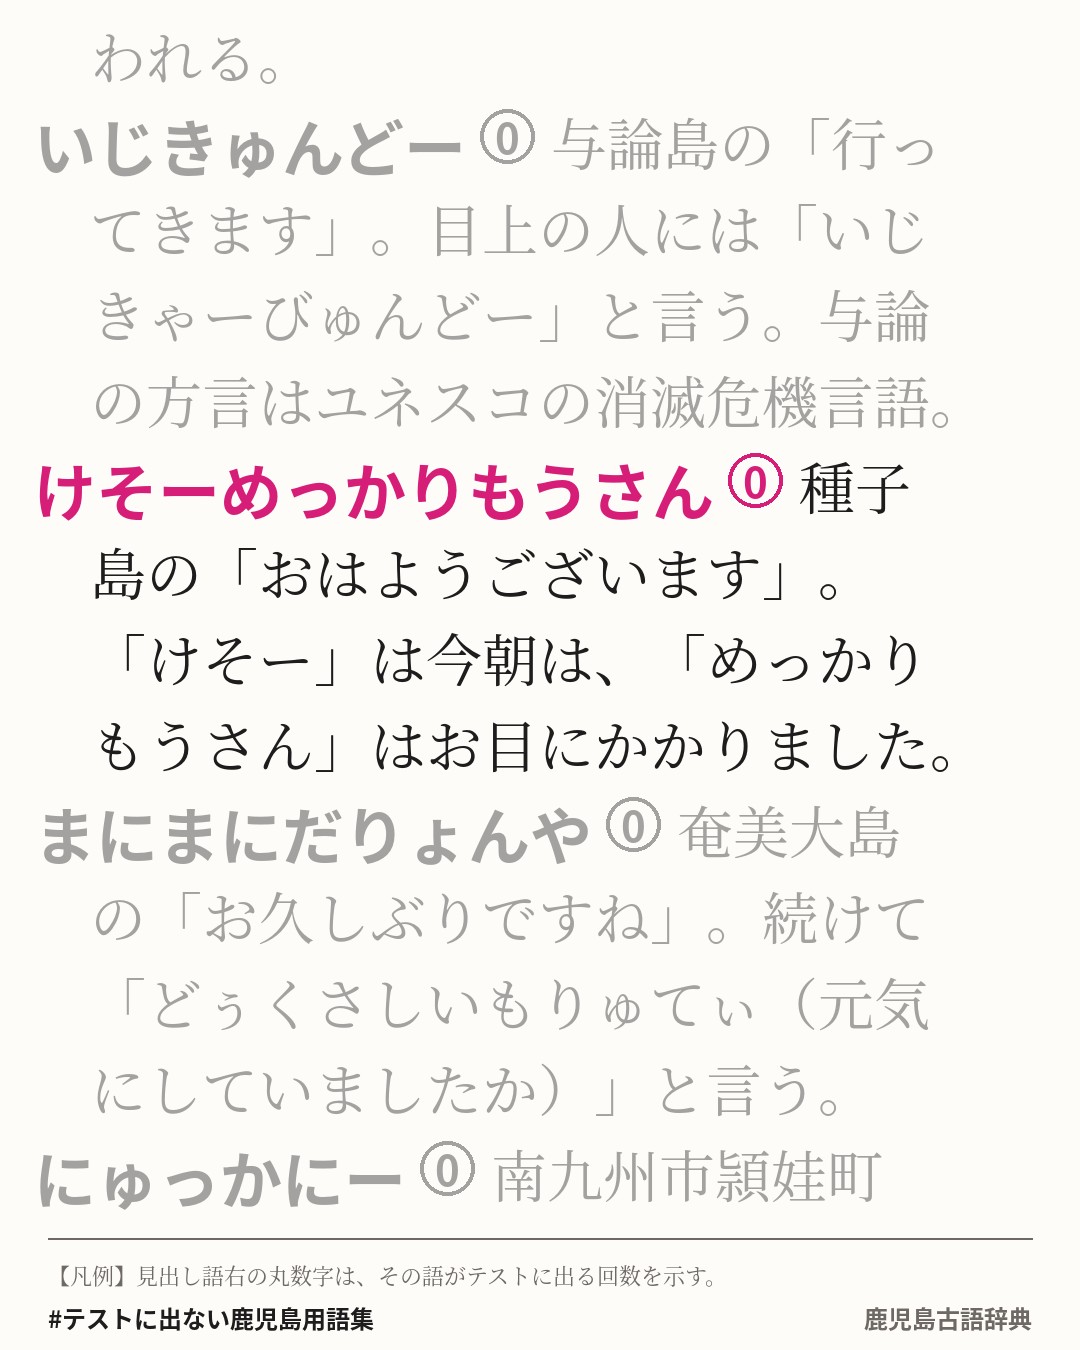 われる。
いじきゅんどー⓪与論島の「行っ
てきます」。目上の人には「いじ
きゃーびゅんどー」と言う。与論
の方言はユネスコの消滅危機言語。
けそーめっかりもうさん⓪種子
島の「おはようございます」。
「けそー」は今朝は、「めっかり
もうさん」はお目にかかりました。
まにまにだりょんや⓪奄美大島
の「お久しぶりですね」。続けて
「どぅくさしいもりゅてぃ（元気
にしていましたか）」と言う。
にゅっかにー⓪南九州市頴娃町
【凡例】見出し語右の丸数字は、その語がテストに出る回数を示す。
#テストに出ない鹿児島用語集
鹿児島古語辞典